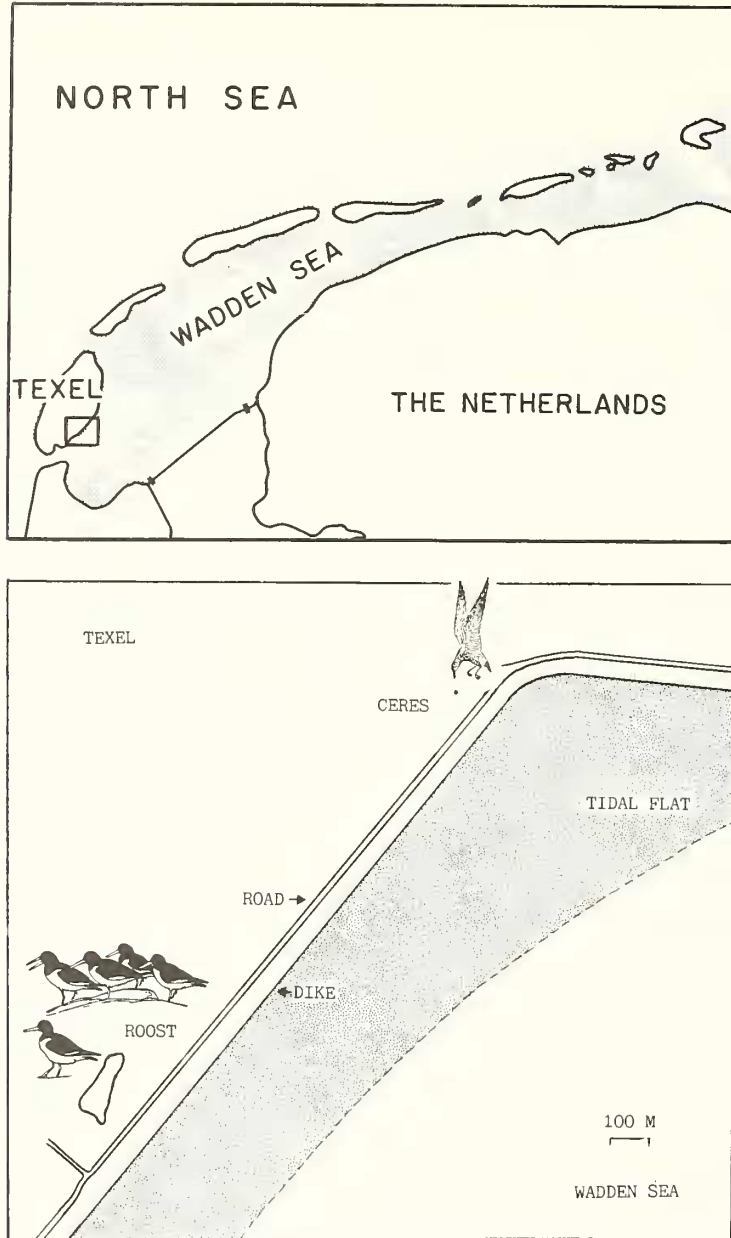 NORTH SEA
WADDEN SEA
TEXEL
THE NETHERLANDS
TEXEL
CERES
TIDAL FLAT
ROAD
DIKE
ROOST
100 M
WADDEN SEA